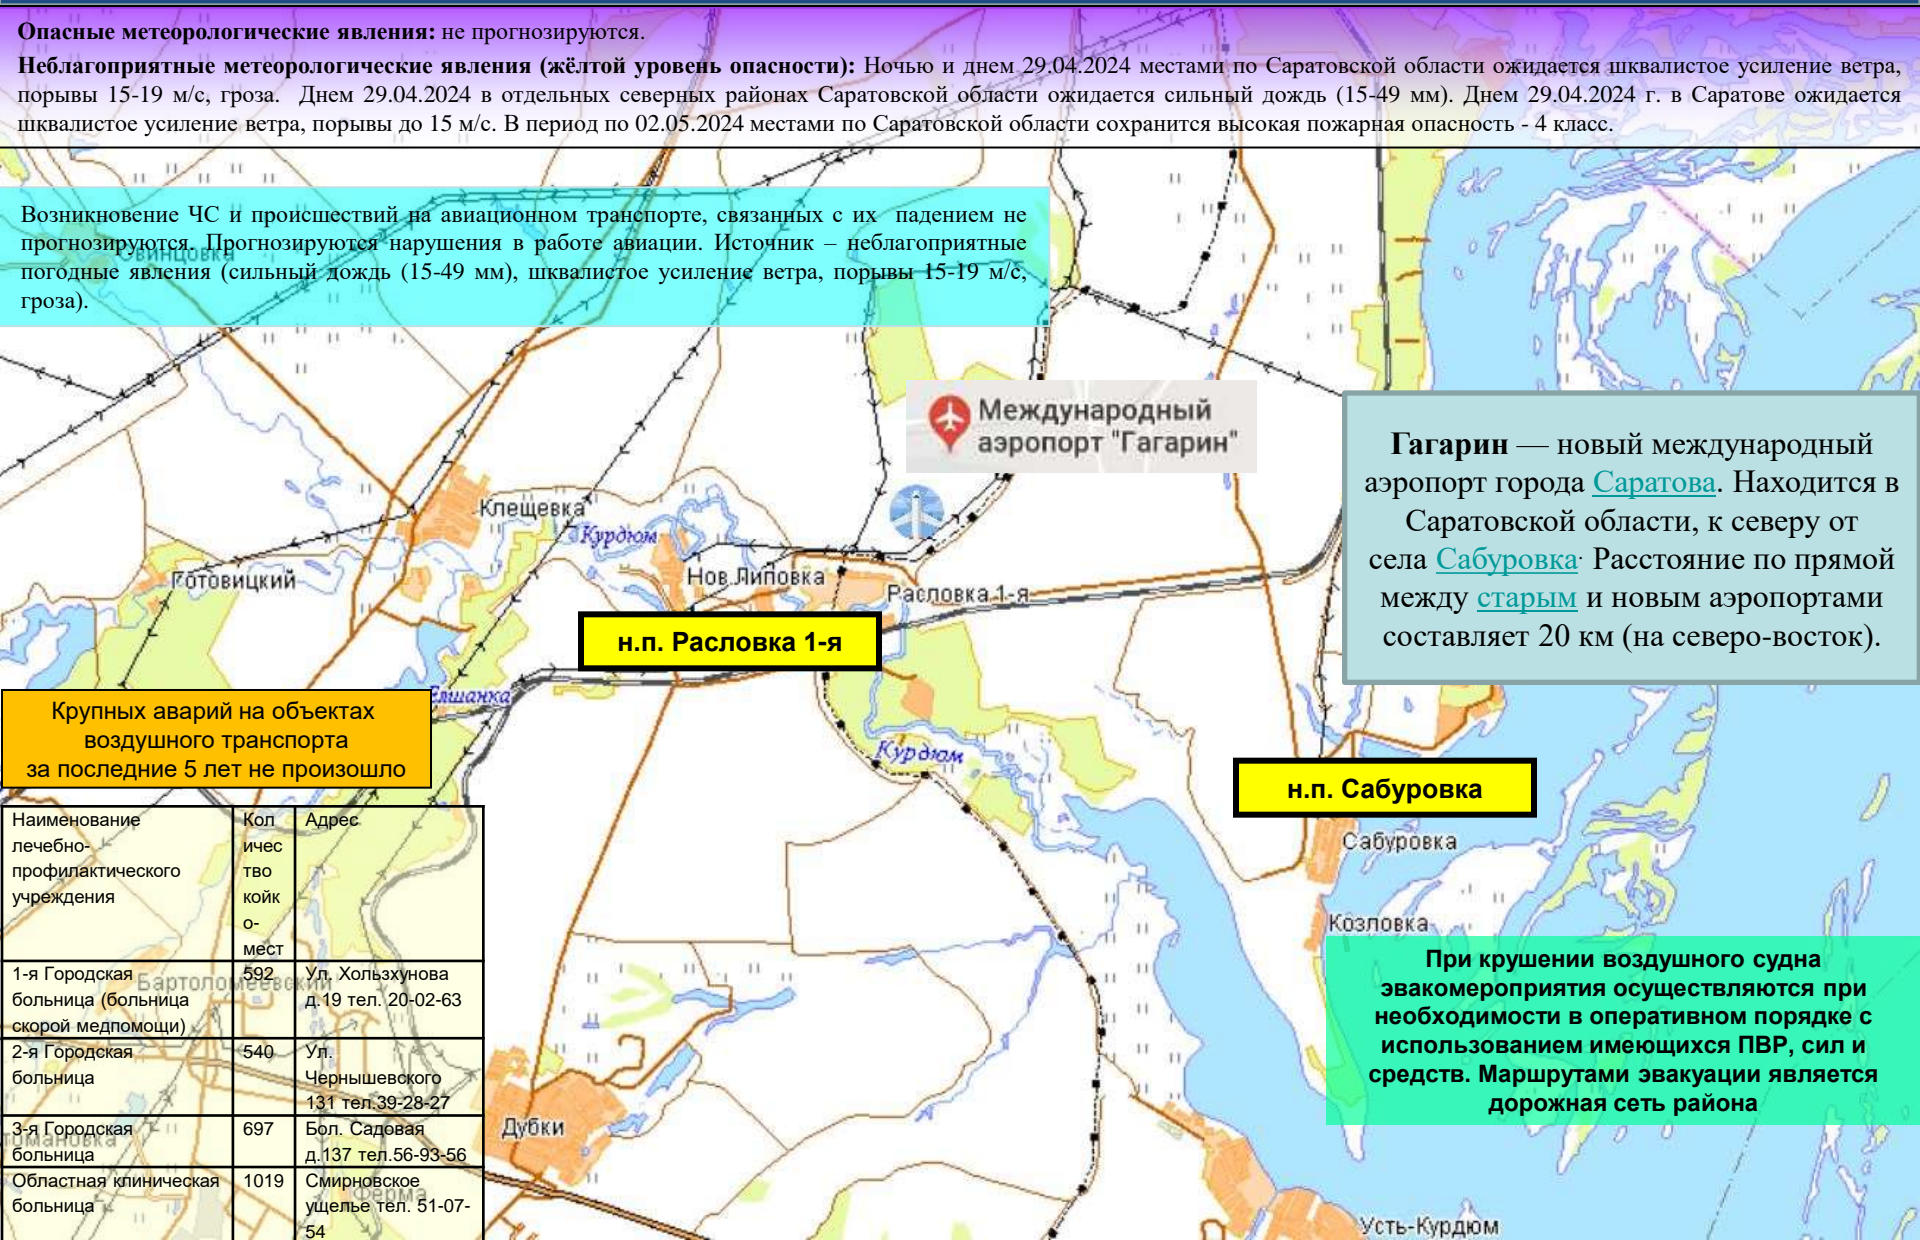 Опасные метеорологические явления: не прогнозируются.
Неблагоприятные метеорологические явления (жёлтой уровень опасности): Ночью и днем 29.04.2024 местами по Саратовской области ожидается шквалистое усиление ветра,
порывы 15-19 м/с, гроза. Днем 29.04.2024 в отдельных северных районах Саратовской области ожидается сильный дождь (15-49 мм). Днем 29.04.2024 г. в Саратове ожидается
шквалистое усиление ветра, порывы до 15 м/с. В период по 02.05.2024 местами по Саратовской области сохранится высокая пожарная опасность - 4 класс.
Возникновение ЧС и происшествий на авиационном транспорте, связанных с их падением не
прогнозируются. Прогнозируются нарушения в работе авиации. Источник – неблагоприятные
погодные явления (сильный дождь (15-49 мм), шквалистое усиление ветра, порывы 15-19 м/с,
гроза).
Международный
аэропорт "Гагарин"
Гагарин — новый международный
аэропорт города Саратова. Находится в
Саратовской области, к северу от
села Сабуровка. Расстояние по прямой
между старым и новым аэропортами
составляет 20 км (на северо-восток).
Клещевка
Курдюм
Готовицкий
Нов.Липовка
Расловка 1-я
н.п. Расловка 1-я
Елшанка
Крупных аварий на объектах
воздушного транспорта
за последние 5 лет не произошло
Курдюм
н.п. Сабуровка
Сабуровка
Козловка
Наименование
лечебно-
профилактического
учреждения
Кол
ичес
тво
койк
о-
мест
Адрес
1-я Городская
больница (больница
скорой медпомощи)
592
Ул. Хользхунова
д.19 тел. 20-02-63
2-я Городская
больница
540
Ул.
Чернышевского
131 тел.39-28-27
3-я Городская
больница
697
Бол. Садовая
д.137 тел.56-93-56
Областная клиническая
больница
1019
Смирновское
ущелье тел. 51-07-
54
Бартоломеевский
Ферма
Дубки
При крушении воздушного судна
эвакомероприятия осуществляются при
необходимости в оперативном порядке с
использованием имеющихся ПВР, сил и
средств. Маршрутами эвакуации является
дорожная сеть района
Усть-Курдюм